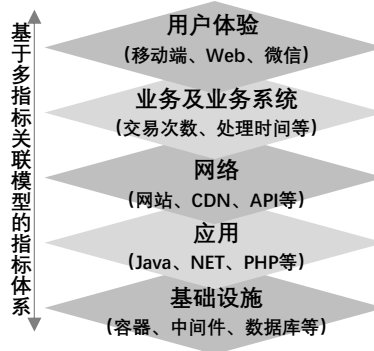 基于多指标关联模型的指标体系
用户体验
（移动端、Web、微信）
业务及业务系统
（交易次数、处理时间等）
网络
（网站、CDN、API等）
应用
（Java、NET、PHP等）
基础设施
（容器、中间件、数据库等）